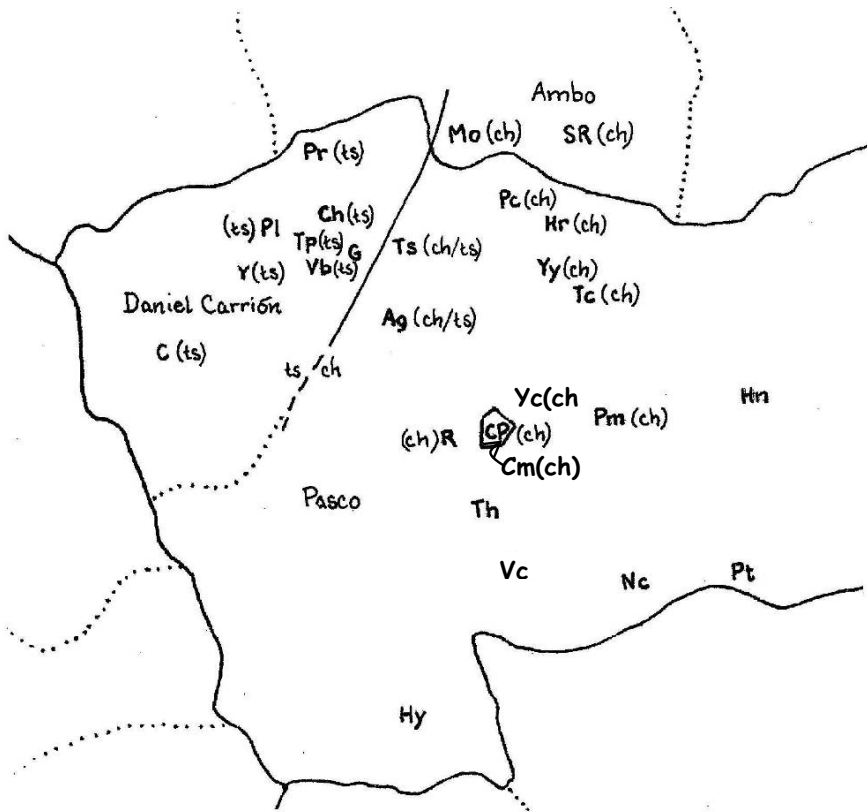 Ambo
Mo (ch) SR (ch)
Pr (ts)
Pc (ch)
Ch (ts)
(ts) Pl
Hr (ch)
Tp (ts) G
Ts (ch/ts)
Y (ts) Vb (ts)
Yy (ch)
Tc (ch)
Daniel Carrión
Ag (ch/ts)
C (ts)
ts ch
Yc(ch
Hn
Pm (ch)
(ch) R CP (ch)
Cm(ch)
Pasco
Th
Vc
Nc Pt
Hy